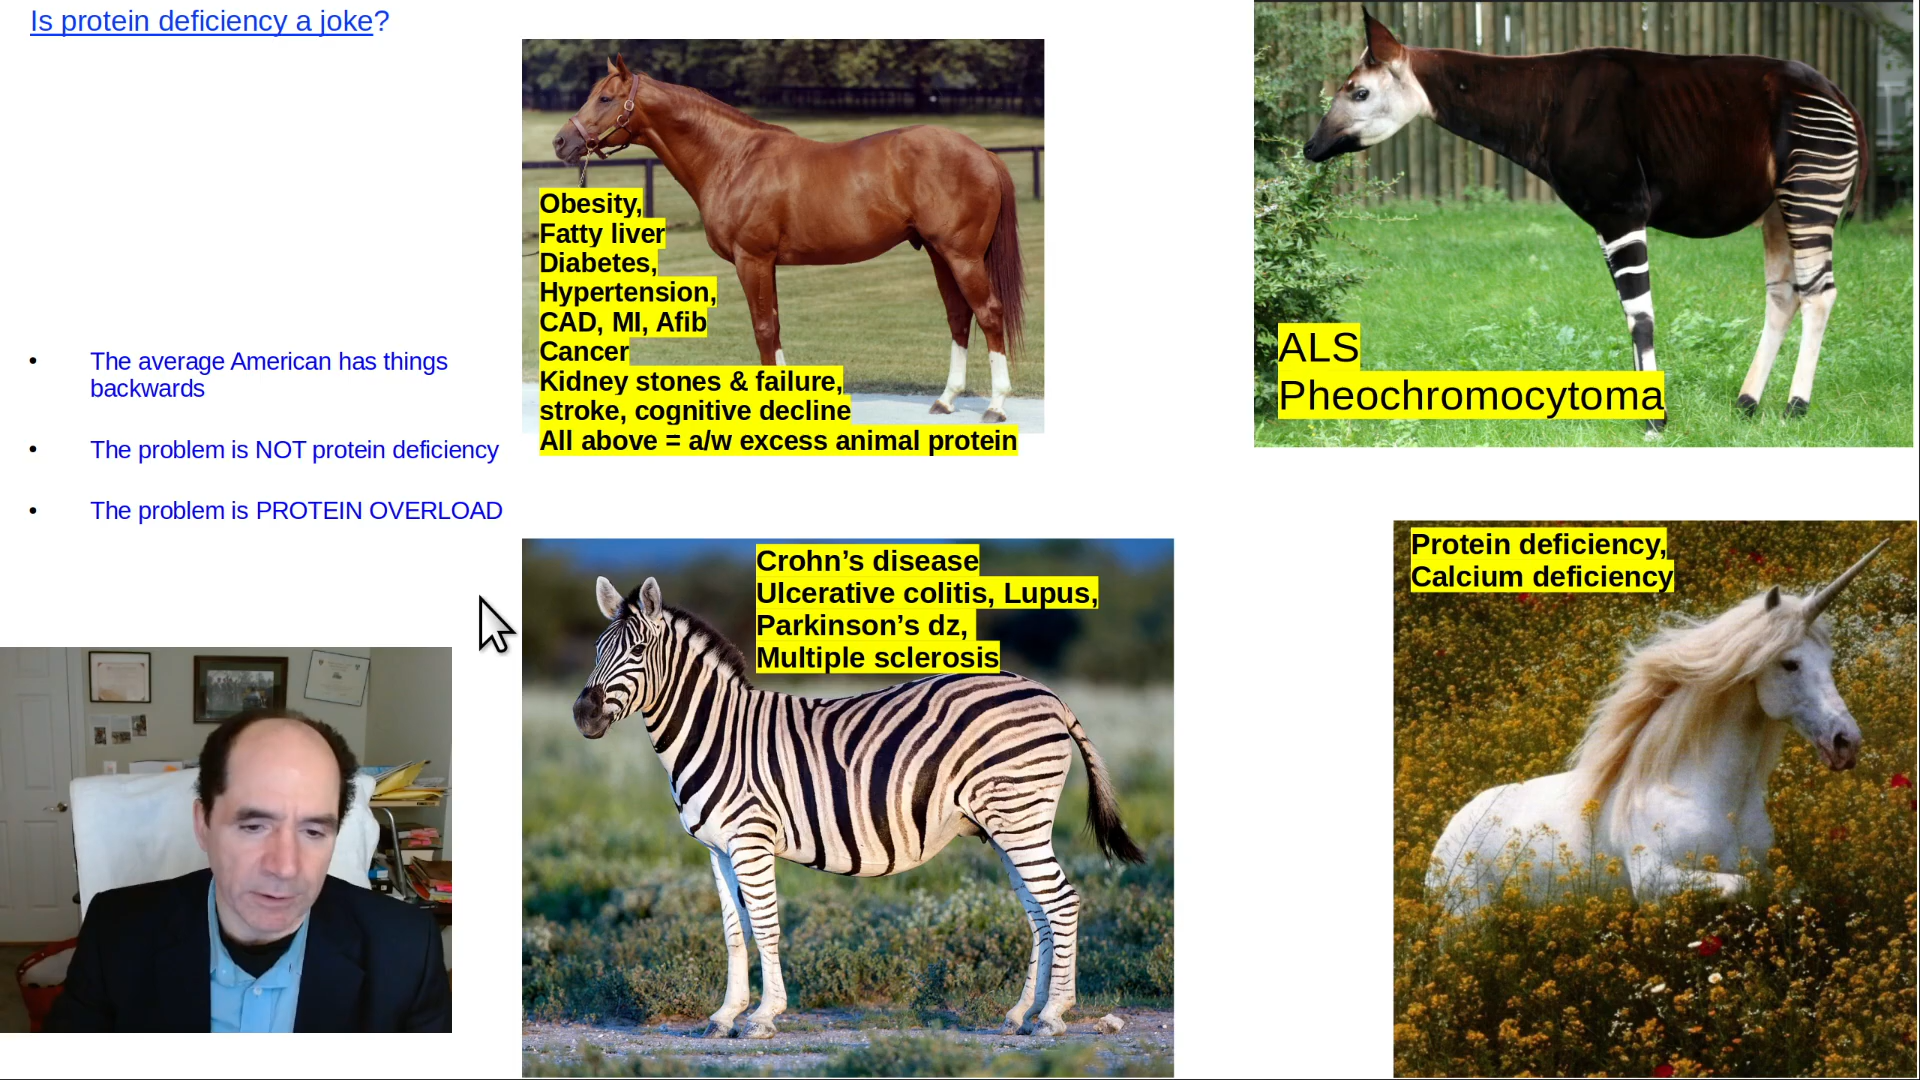 Is protein deficiency a joke?
• The average American has things
backwards
• The problem is NOT protein deficiency
• The problem is PROTEIN OVERLOAD
Obesity,
Fatty liver
Diabetes,
Hypertension,
CAD, MI, Afib
Cancer
Kidney stones & failure,
stroke, cognitive decline
All above = a/w excess animal protein
ALS
Pheochromocytoma
Crohn’s disease
Ulcerative colitis, Lupus,
Parkinson’s dz,
Multiple sclerosis
Protein deficiency,
Calcium deficiency